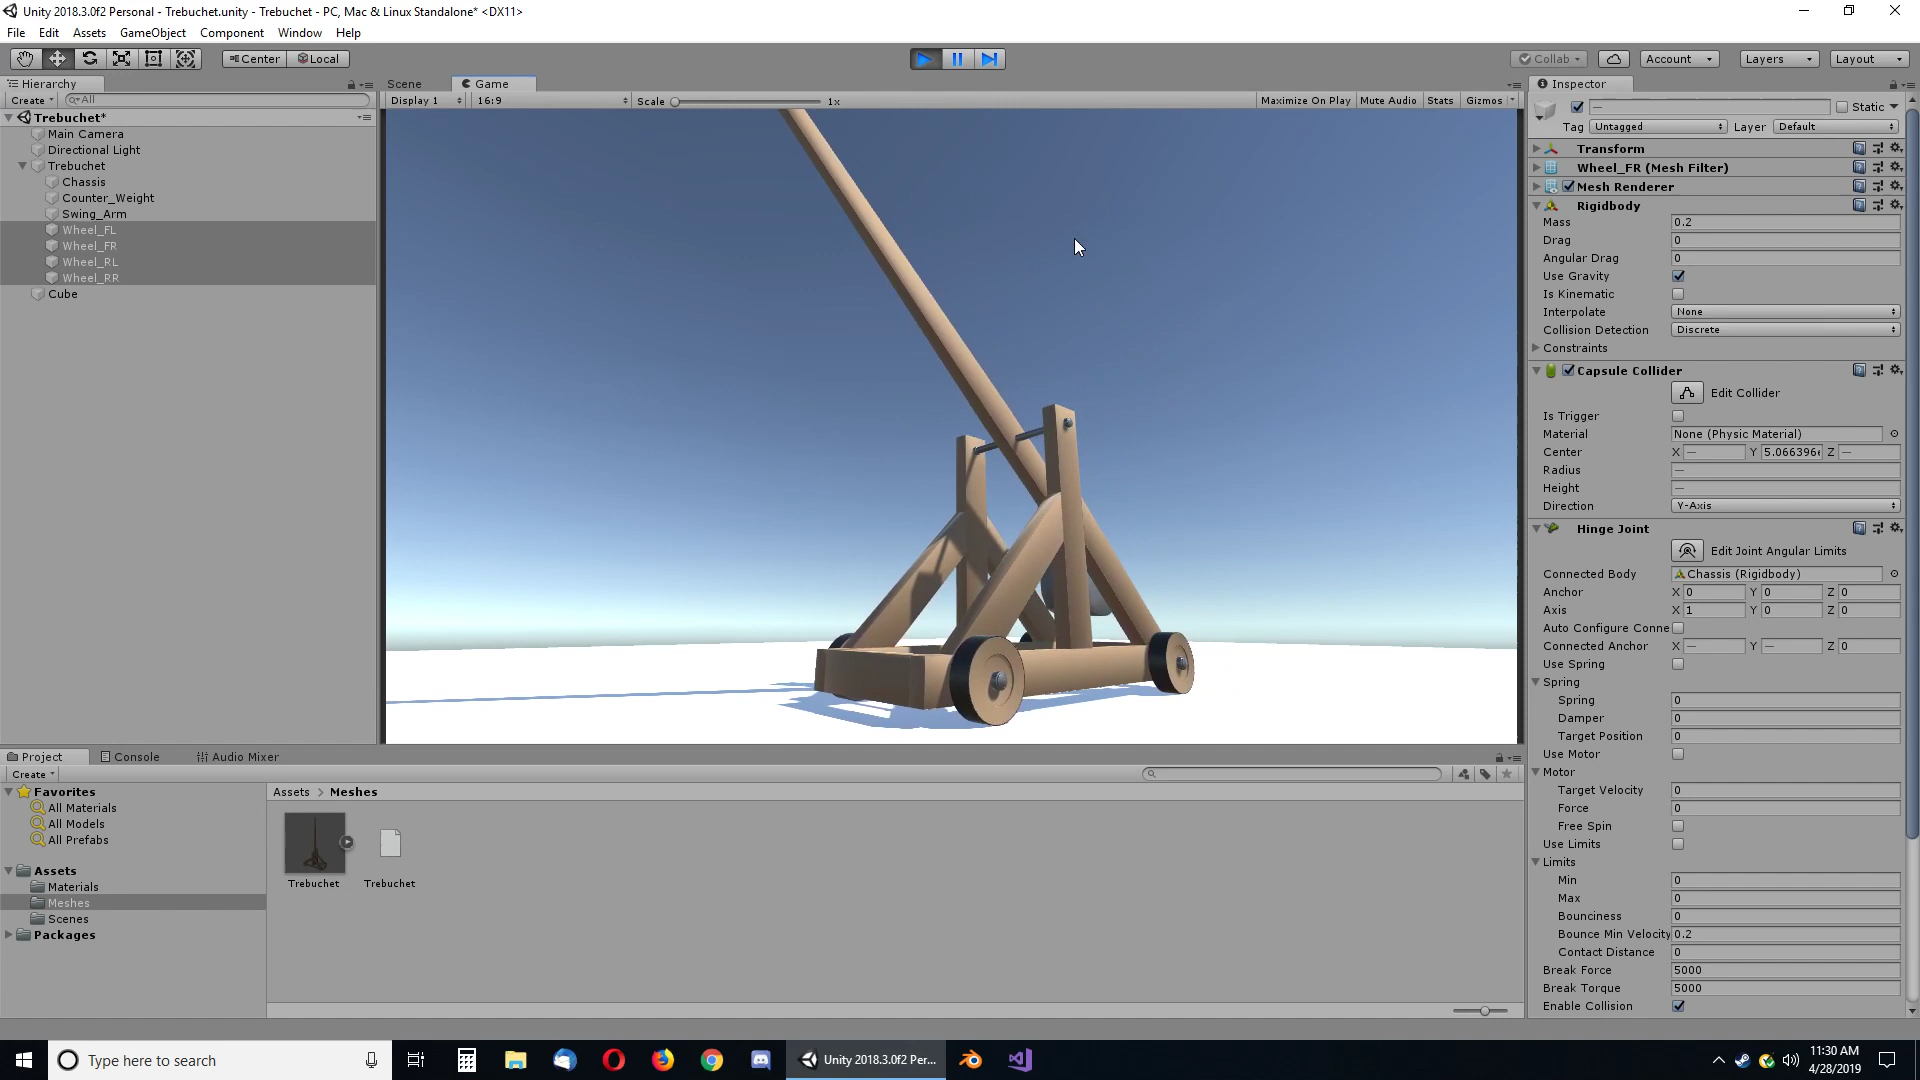 Unity 2018.3.0f2 Personal - Trebuchet.unity - Trebuchet - PC, Mac & Linux Standalone* <DX11>
File Edit Assets GameObject Component Window Help
Center Local
Collab Account Layers Layout
Hierarchy
Create All
Trebuchet*
Main Camera
Directional Light
Trebuchet
Chassis
Counter_Weight
Swing_Arm
Wheel_FL
Wheel_FR
Wheel_RL
Wheel_RR
Cube
Scene Game
Display 1 16:9 Scale 1x Maximize On Play Mute Audio Stats Gizmos
Inspector
Static
Tag Untagged Layer Default
Transform
Wheel_FR (Mesh Filter)
Mesh Renderer
Rigidbody
Mass 0.2
Drag 0
Angular Drag 0
Use Gravity
Is Kinematic
Interpolate None
Collision Detection Discrete
Constraints
Capsule Collider
Edit Collider
Is Trigger
Material None (Physic Material)
Center X — Y 5.066396 Z —
Radius —
Height —
Direction Y-Axis
Hinge Joint
Edit Joint Angular Limits
Connected Body Chassis (Rigidbody)
Anchor X 0 Y 0 Z 0
Axis X 1 Y 0 Z 0
Auto Configure Conne
Connected Anchor X — Y — Z 0
Use Spring
Spring
Spring 0
Damper 0
Target Position 0
Use Motor
Motor
Target Velocity 0
Force 0
Free Spin
Use Limits
Limits
Min 0
Max 0
Bounciness 0
Bounce Min Velocity 0.2
Contact Distance 0
Break Force 5000
Break Torque 5000
Enable Collision
Project Console Audio Mixer
Create
Favorites
All Materials
All Models
All Prefabs
Assets
Materials
Meshes
Scenes
Packages
Assets > Meshes
Trebuchet Trebuchet
Type here to search
Unity 2018.3.0f2 Per...
11:30 AM
4/28/2019